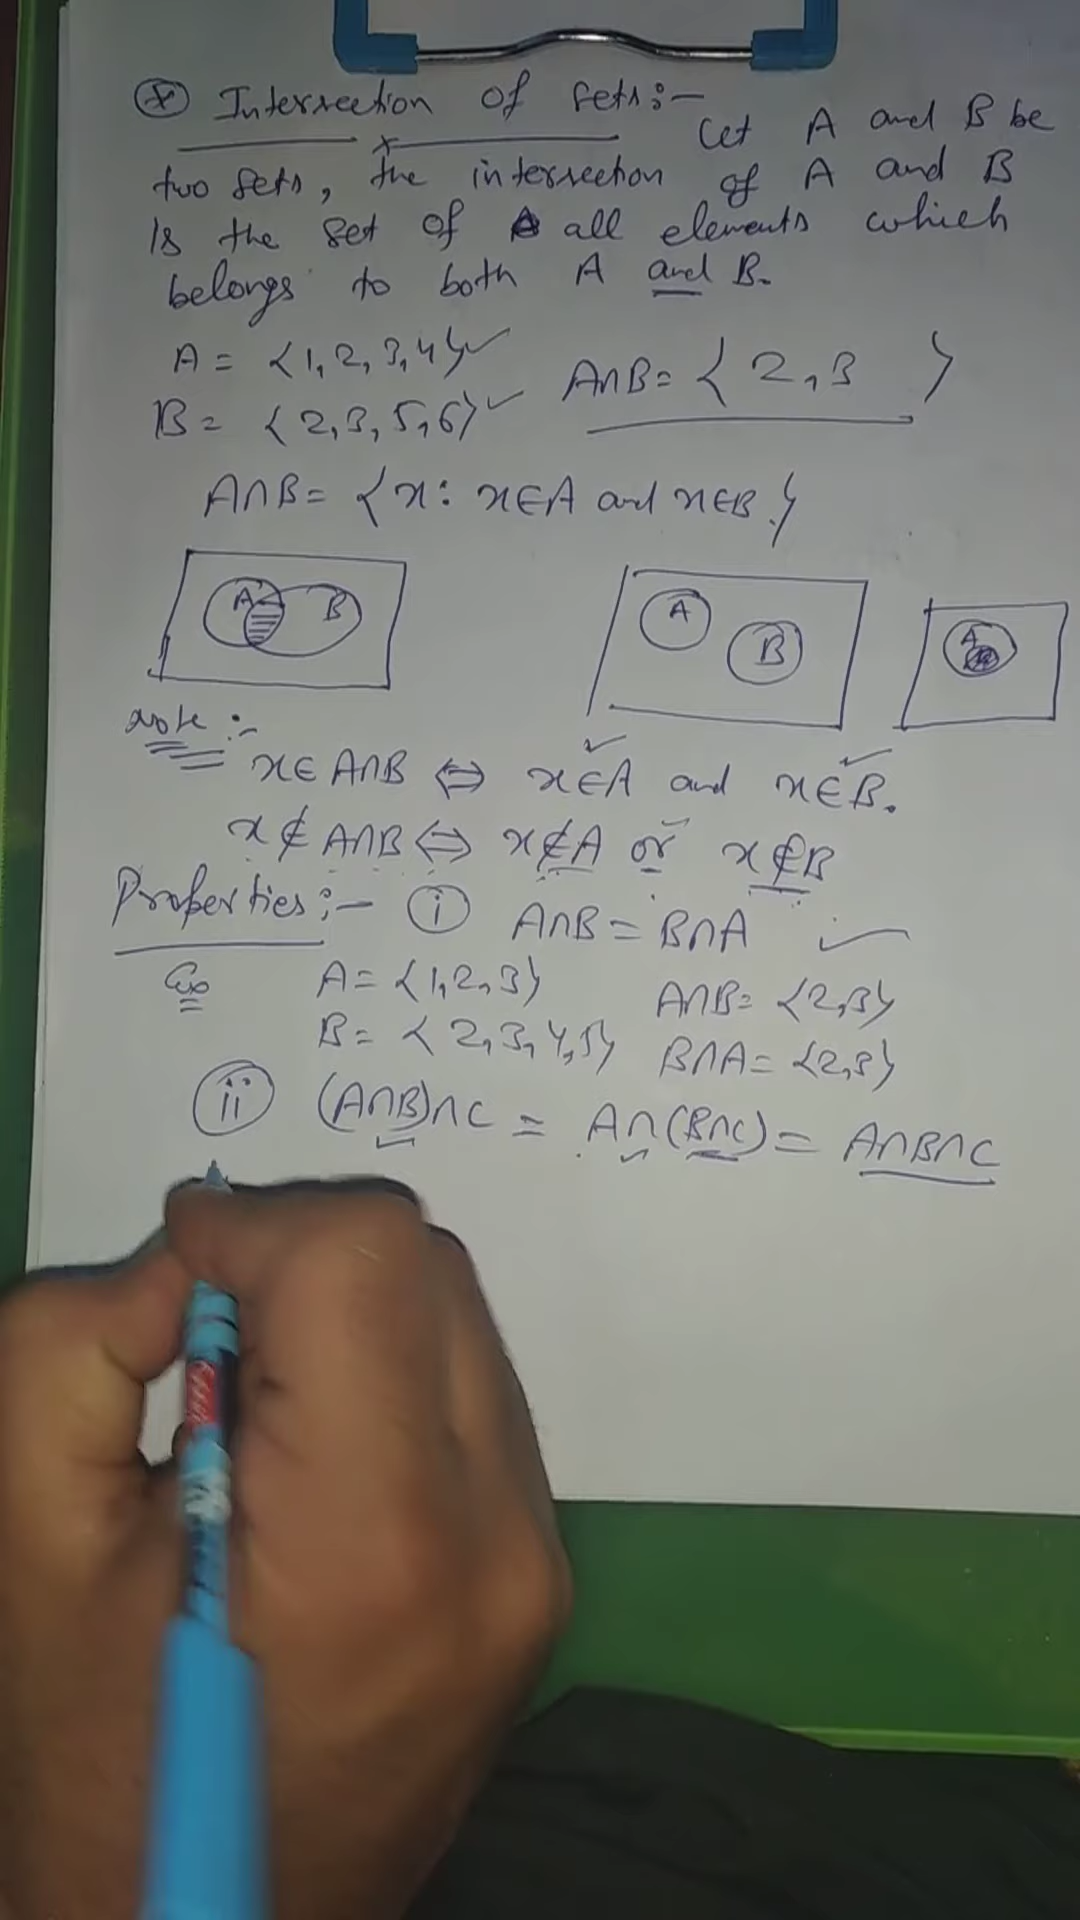 * Intersection of sets:- Let A and B be
two sets, the intersection of A and B
is the set of all elements which
belongs to both A and B.
A = {1, 2, 3, 4} ✓
B = {2, 3, 5, 6} ✓
A∩B = { 2, 3 }
A∩B = {x : x∈A and x∈B.}
A B
A B
A B
Note :-
x∈A∩B ⇔ x∈A and x∈B.
x∉A∩B ⇔ x∉A or x∉B
Properties :- (i) A∩B = B∩A
Ex A = {1, 2, 3} A∩B = {2, 3}
B = {2, 3, 4, 5} B∩A = {2, 3}
(ii) (A∩B)∩C = A∩(B∩C) = A∩B∩C